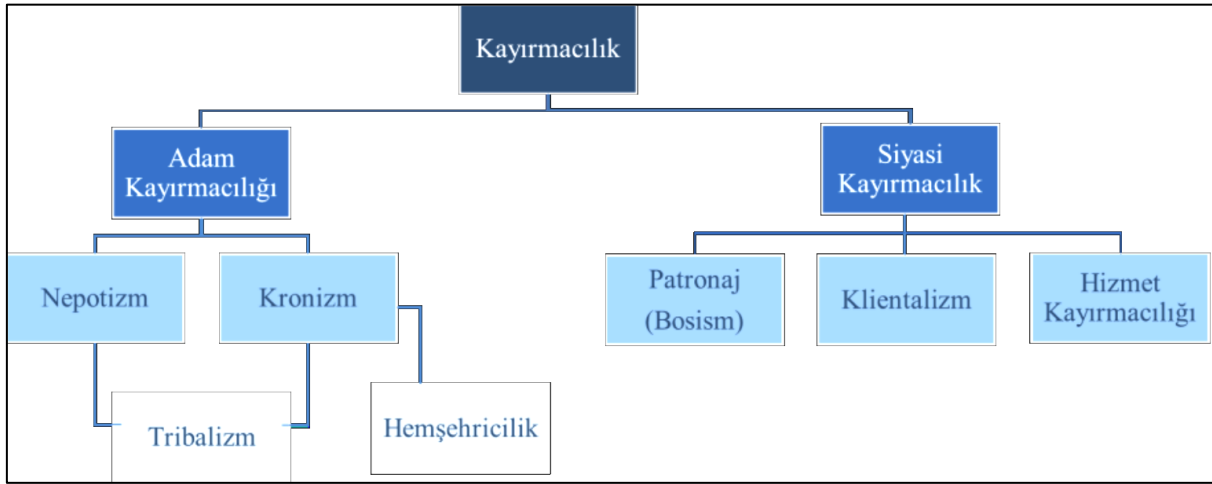 Kayırmacılık
Adam
Kayırmacılığı
Siyasi
Kayırmacılık
Nepotizm
Kronizm
Patronaj
(Bosism)
Klientalizm
Hizmet
Kayırmacılığı
Tribalizm
Hemşehricilik